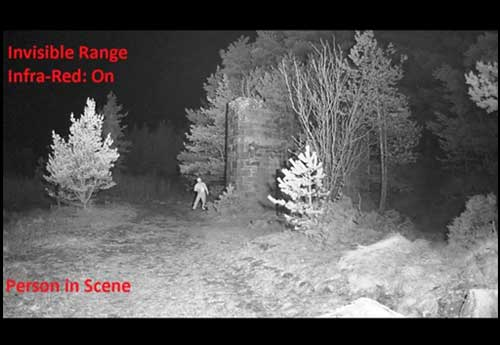 Invisible Range
Infra-Red: On
Person in Scene